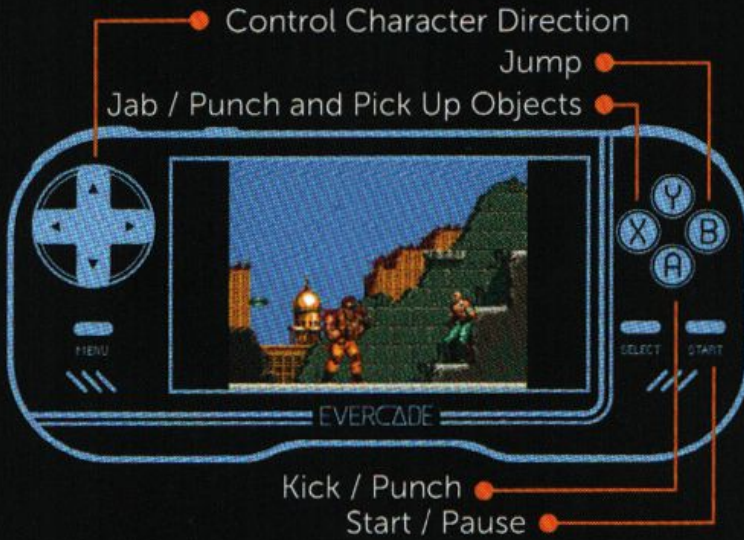 Control Character Direction
Jump
Jab / Punch and Pick Up Objects
Y
X B
A
MENU
SELECT START
EVERCADE
Kick / Punch
Start / Pause